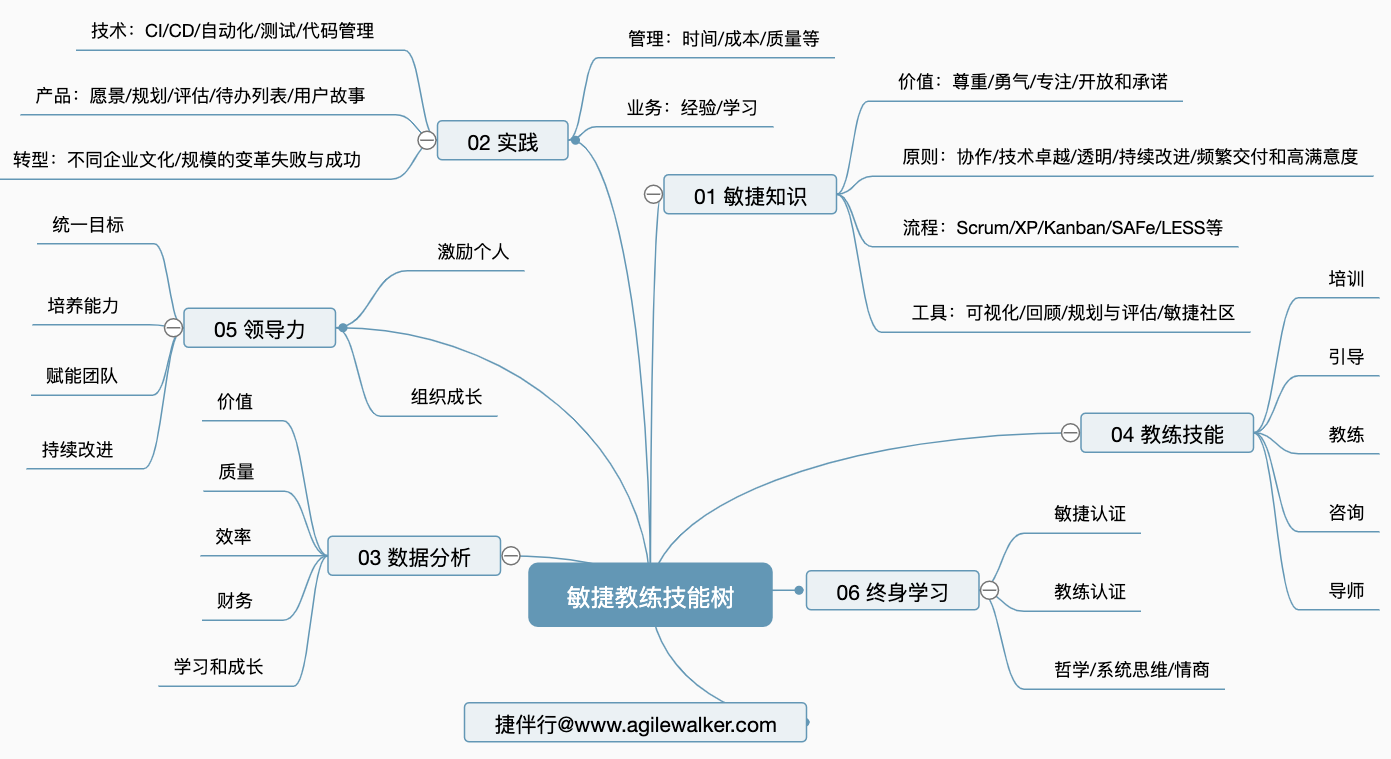 敏捷教练技能树
01 敏捷知识
价值：尊重/勇气/专注/开放和承诺
原则：协作/技术卓越/透明/持续改进/频繁交付和高满意度
流程：Scrum/XP/Kanban/SAFe/LESS等
工具：可视化/回顾/规划与评估/敏捷社区
02 实践
管理：时间/成本/质量等
业务：经验/学习
技术：CI/CD/自动化/测试/代码管理
产品：愿景/规划/评估/待办列表/用户故事
转型：不同企业文化/规模的变革失败与成功
03 数据分析
价值
质量
效率
财务
学习和成长
04 教练技能
培训
引导
教练
咨询
导师
05 领导力
激励个人
组织成长
统一目标
培养能力
赋能团队
持续改进
06 终身学习
敏捷认证
教练认证
哲学/系统思维/情商
捷伴行@www.agilewalker.com